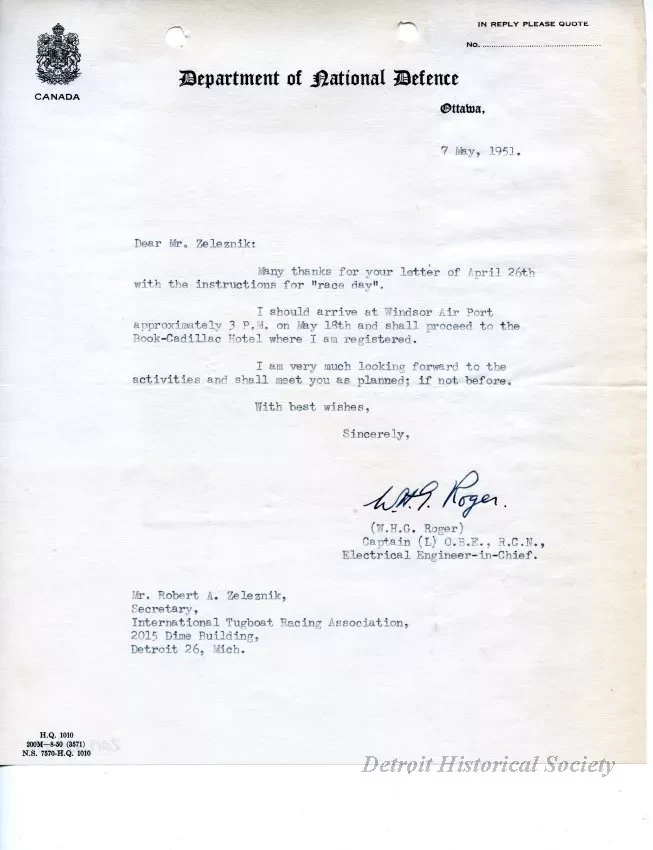 IN REPLY PLEASE QUOTE
No. ........................................
CANADA
Department of National Defence
Ottawa,
7 May, 1951.
Dear Mr. Zeleznik:
Many thanks for your letter of April 26th
with the instructions for "race day".
I should arrive at Windsor Air Port
approximately 3 P.M. on May 18th and shall proceed to the
Book-Cadillac Hotel where I am registered.
I am very much looking forward to the
activities and shall meet you as planned; if not before.
With best wishes,
Sincerely,
W.H.G. Roger.
(W.H.G. Roger)
Captain (L) O.B.E., R.C.N.,
Electrical Engineer-in-Chief.
Mr. Robert A. Zeleznik,
Secretary,
International Tugboat Racing Association,
2015 Dime Building,
Detroit 26, Mich.
H.Q. 1010
200M—8-50 (3571)
N.S. 7570-H.Q. 1010
Detroit Historical Society